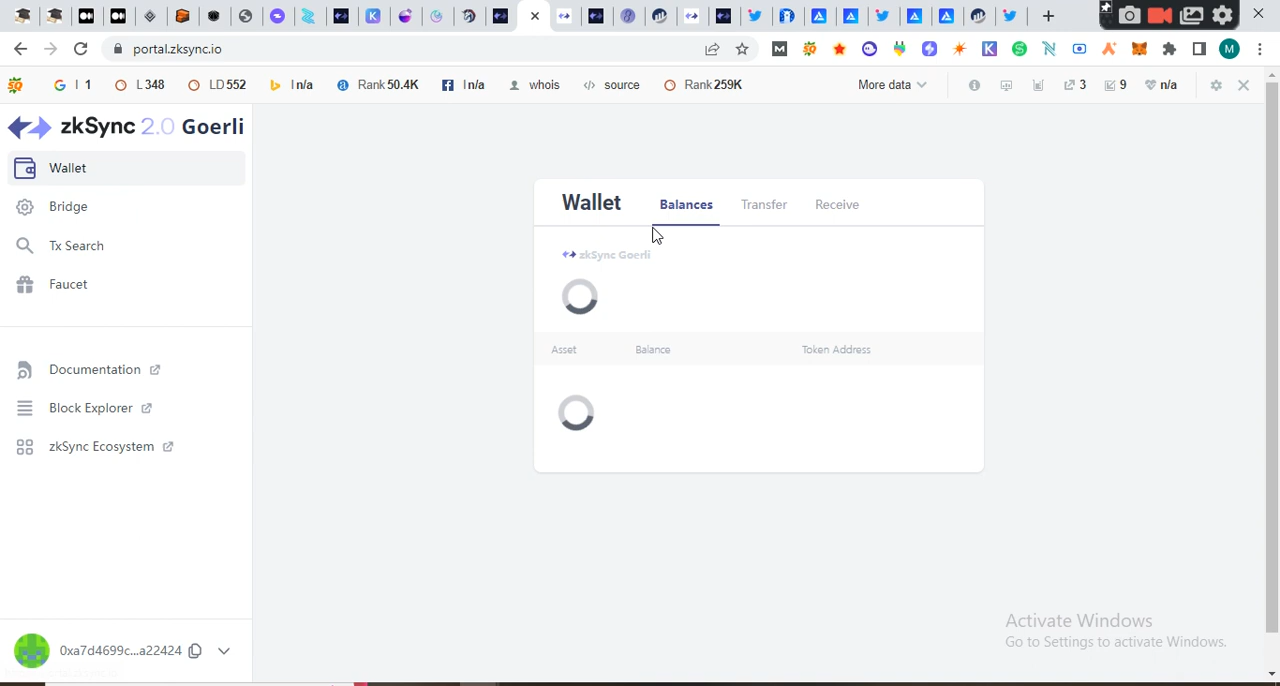 portal.zksync.io
M
1
L 348
LD 552
I n/a
Rank 50.4K
I n/a
whois
source
Rank 259K
More data
3
9
n/a
zkSync 2.0 Goerli
Wallet
Bridge
Tx Search
Faucet
Documentation
Block Explorer
zkSync Ecosystem
0xa7d4699c...a22424
Wallet
Balances
Transfer
Receive
zkSync Goerli
Asset
Balance
Token Address
Activate Windows
Go to Settings to activate Windows.